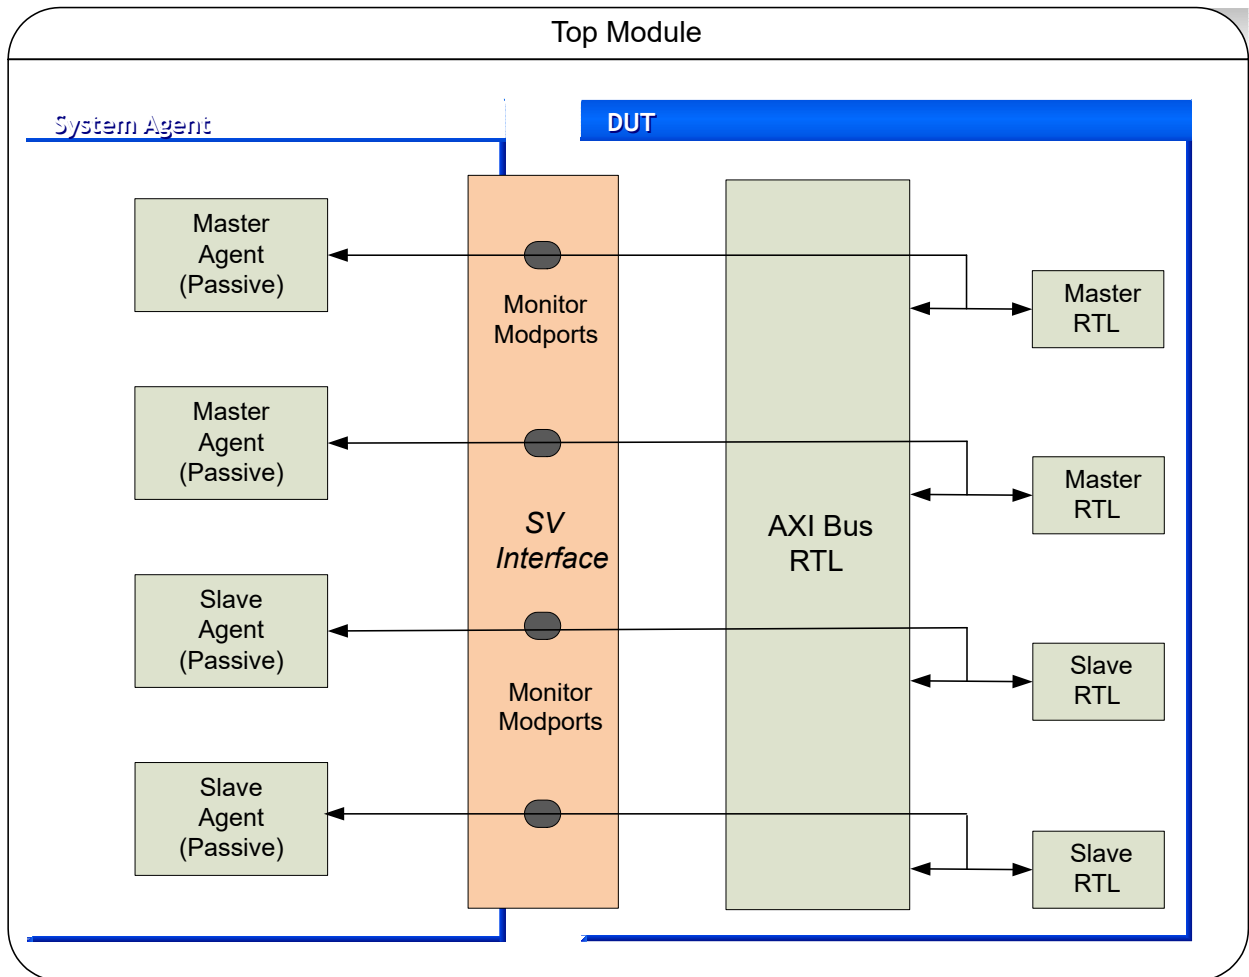 Top Module
System Agent
DUT
Master
Agent
(Passive)
Monitor
Modports
Master
RTL
Master
Agent
(Passive)
Master
RTL
SV
Interface
AXI Bus
RTL
Slave
Agent
(Passive)
Slave
RTL
Monitor
Modports
Slave
Agent
(Passive)
Slave
RTL